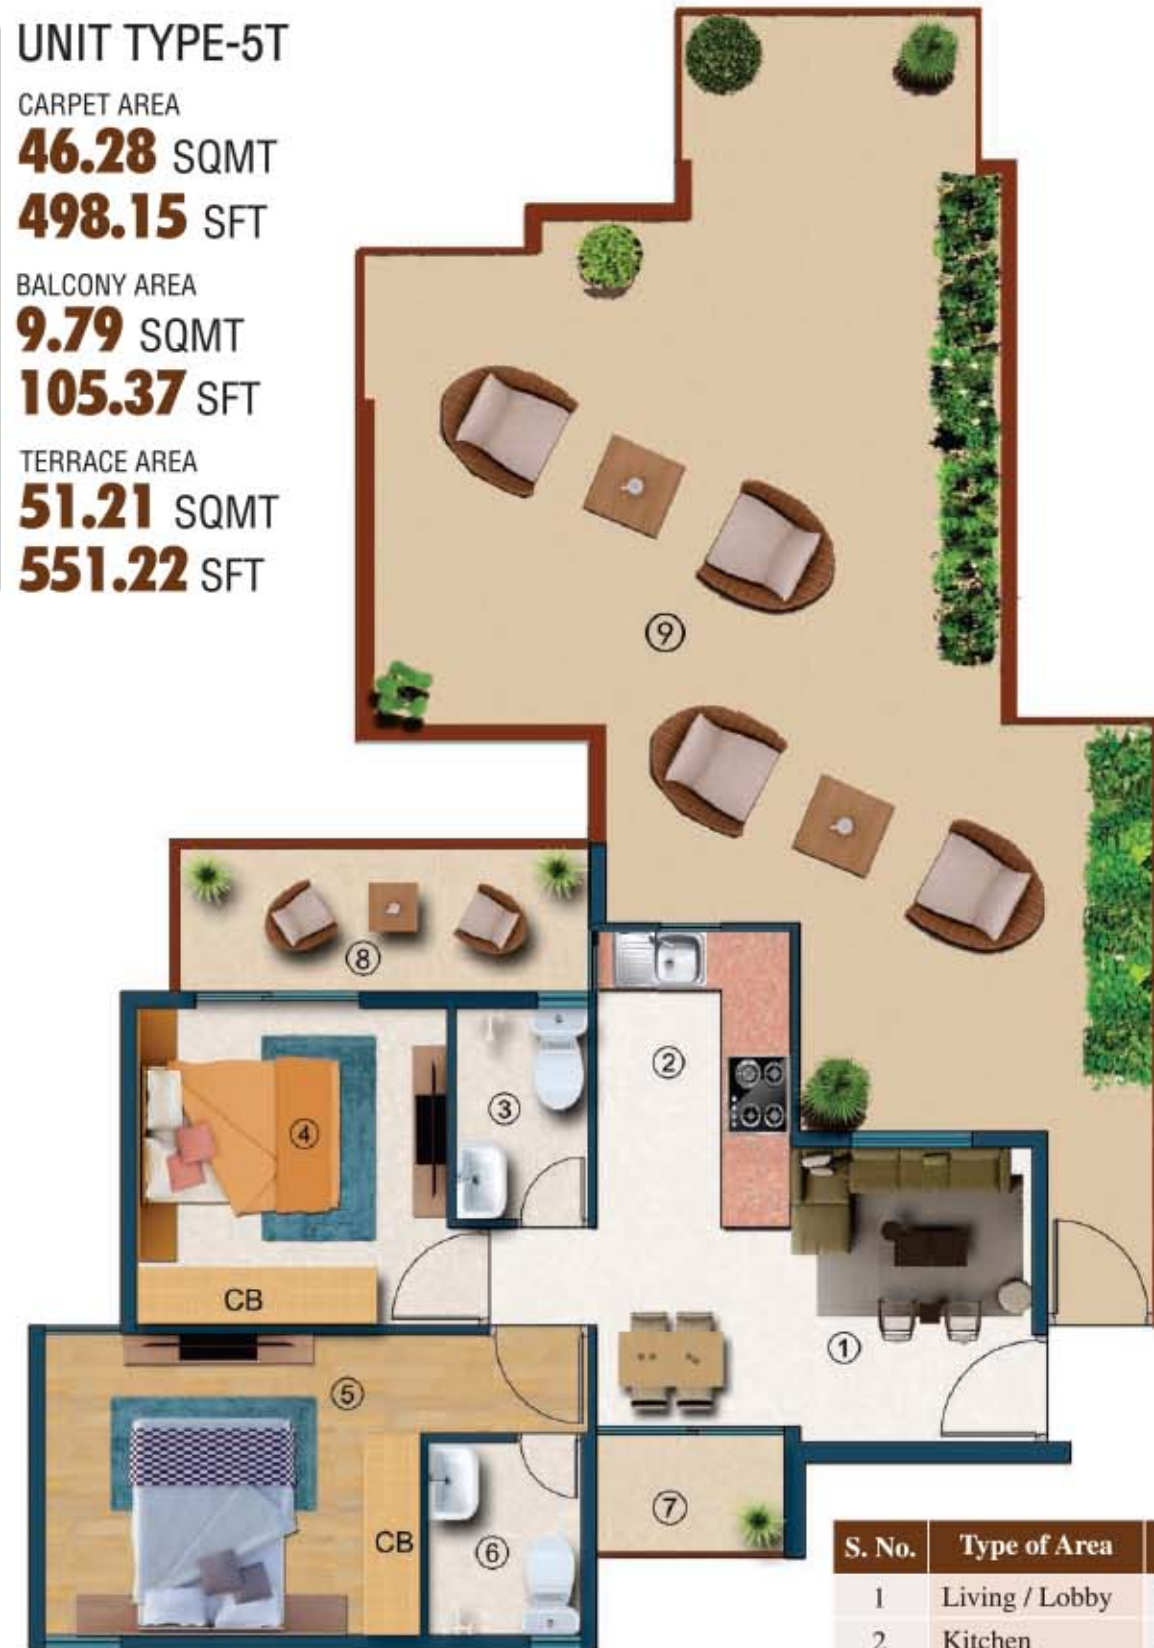 UNIT TYPE-5T
CARPET AREA
46.28 SQMT
498.15 SFT
BALCONY AREA
9.79 SQMT
105.37 SFT
TERRACE AREA
51.21 SQMT
551.22 SFT
9
8
2
3
4
CB
1
5
7
CB
6
S. No. Type of Area
1 Living / Lobby
2 Kitchen